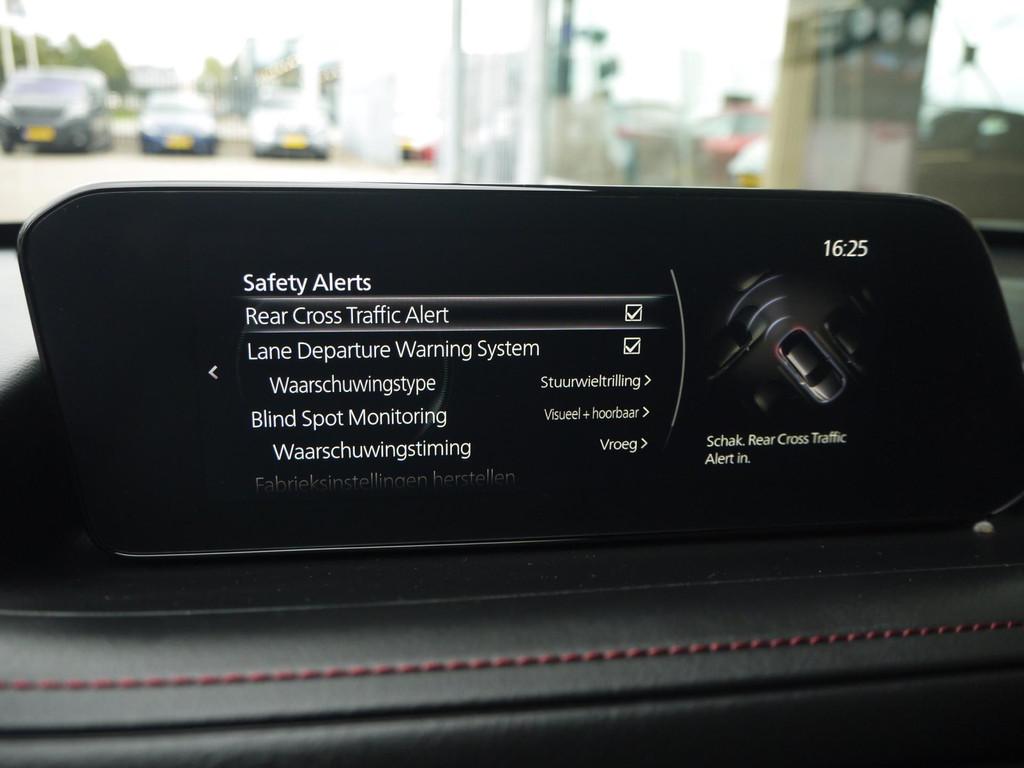 16:25
Safety Alerts
Rear Cross Traffic Alert
Lane Departure Warning System
Waarschuwingstype Stuurwieltrilling >
Blind Spot Monitoring Visueel + hoorbaar >
Waarschuwingstiming Vroeg >
Fabrieksinstellingen herstellen
<
Schak. Rear Cross Traffic
Alert in.